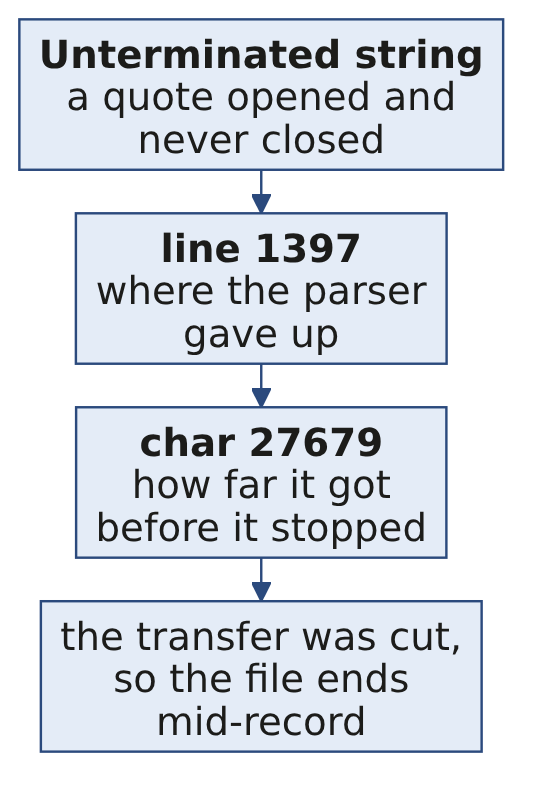 Unterminated string
a quote opened and
never closed
line 1397
where the parser
gave up
char 27679
how far it got
before it stopped
the transfer was cut,
so the file ends
mid-record